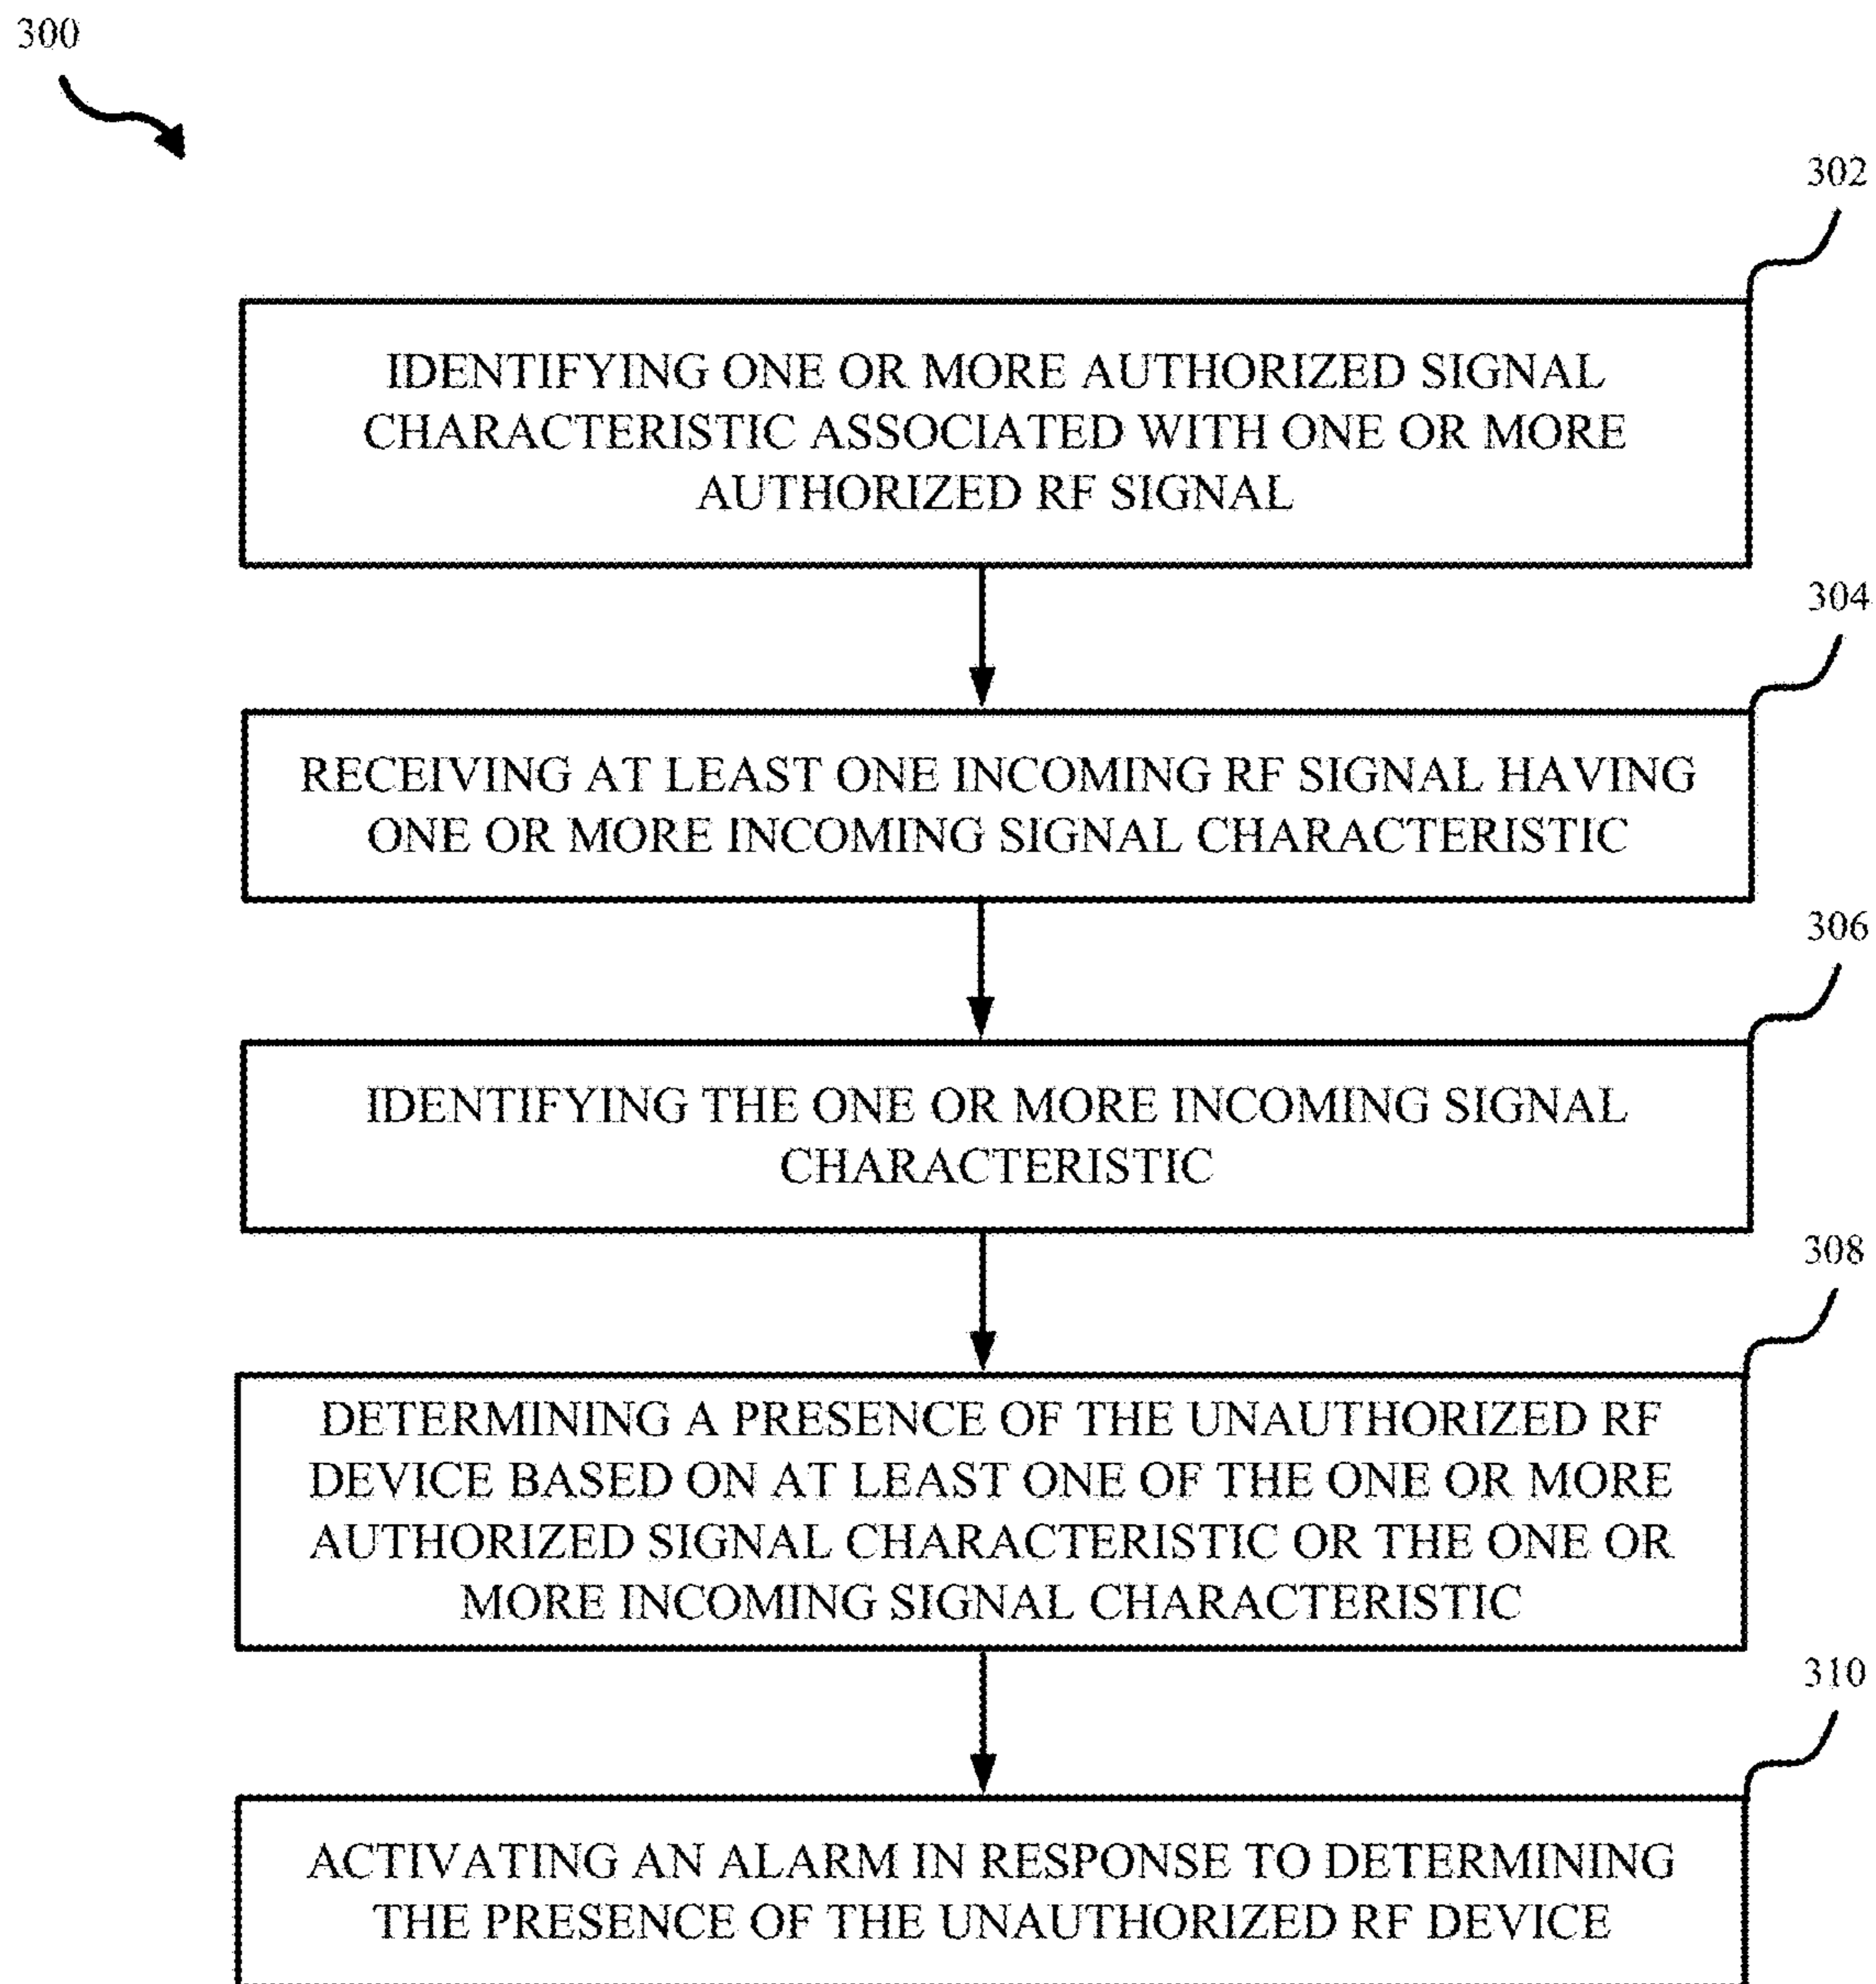 300
302
IDENTIFYING ONE OR MORE AUTHORIZED SIGNAL
CHARACTERISTIC ASSOCIATED WITH ONE OR MORE
AUTHORIZED RF SIGNAL
304
RECEIVING AT LEAST ONE INCOMING RF SIGNAL HAVING
ONE OR MORE INCOMING SIGNAL CHARACTERISTIC
306
IDENTIFYING THE ONE OR MORE INCOMING SIGNAL
CHARACTERISTIC
308
DETERMINING A PRESENCE OF THE UNAUTHORIZED RF
DEVICE BASED ON AT LEAST ONE OF THE ONE OR MORE
AUTHORIZED SIGNAL CHARACTERISTIC OR THE ONE OR
MORE INCOMING SIGNAL CHARACTERISTIC
310
ACTIVATING AN ALARM IN RESPONSE TO DETERMINING
THE PRESENCE OF THE UNAUTHORIZED RF DEVICE